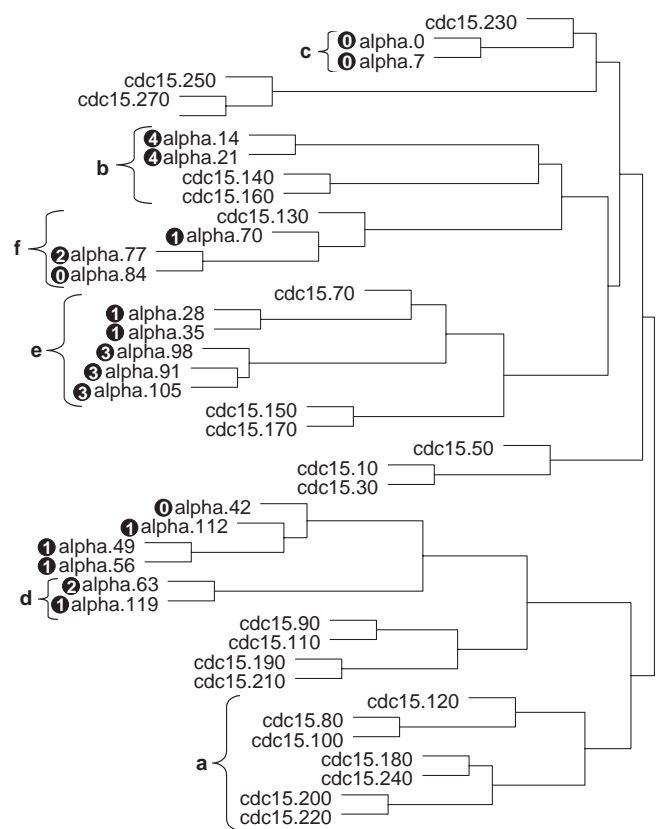 cdc15.230
c 0 alpha.0
0 alpha.7
cdc15.250
cdc15.270
4 alpha.14
b 4 alpha.21
cdc15.140
cdc15.160
cdc15.130
f 1 alpha.70
2 alpha.77
0 alpha.84
cdc15.70
1 alpha.28
1 alpha.35
e 3 alpha.98
3 alpha.91
3 alpha.105
cdc15.150
cdc15.170
cdc15.50
cdc15.10
cdc15.30
0 alpha.42
1 alpha.112
1 alpha.49
1 alpha.56
d 2 alpha.63
1 alpha.119
cdc15.90
cdc15.110
cdc15.190
cdc15.210
cdc15.120
cdc15.80
cdc15.100
a cdc15.180
cdc15.240
cdc15.200
cdc15.220